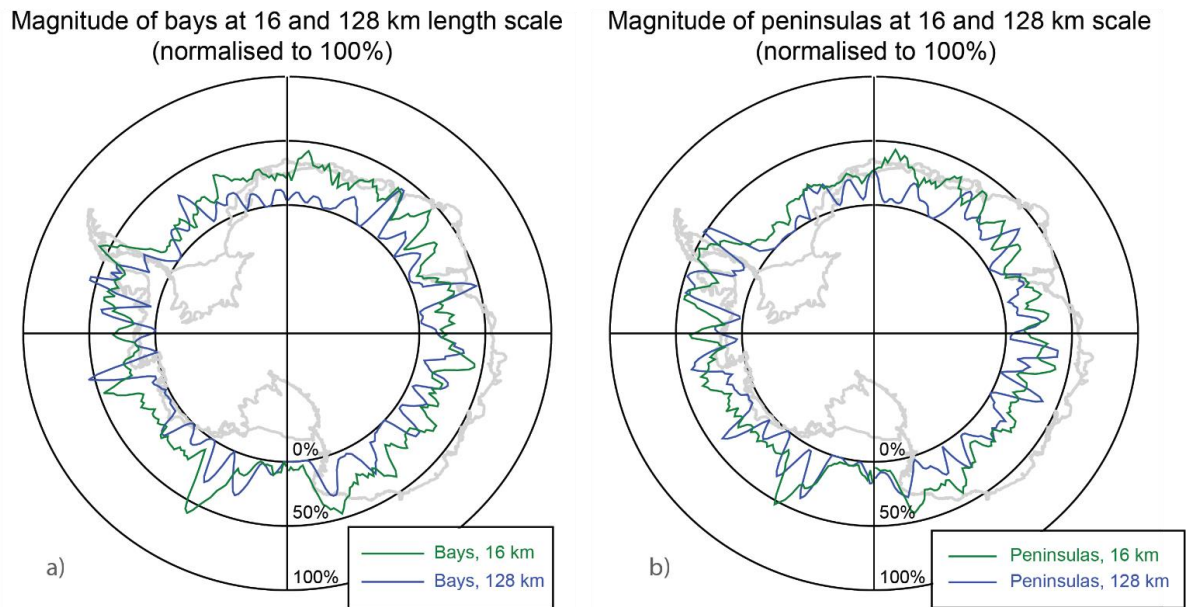 Magnitude of bays at 16 and 128 km length scale
(normalised to 100%)
0%
50%
100%
Bays, 16 km
Bays, 128 km
a)
Magnitude of peninsulas at 16 and 128 km scale
(normalised to 100%)
0%
50%
100%
Peninsulas, 16 km
Peninsulas, 128 km
b)